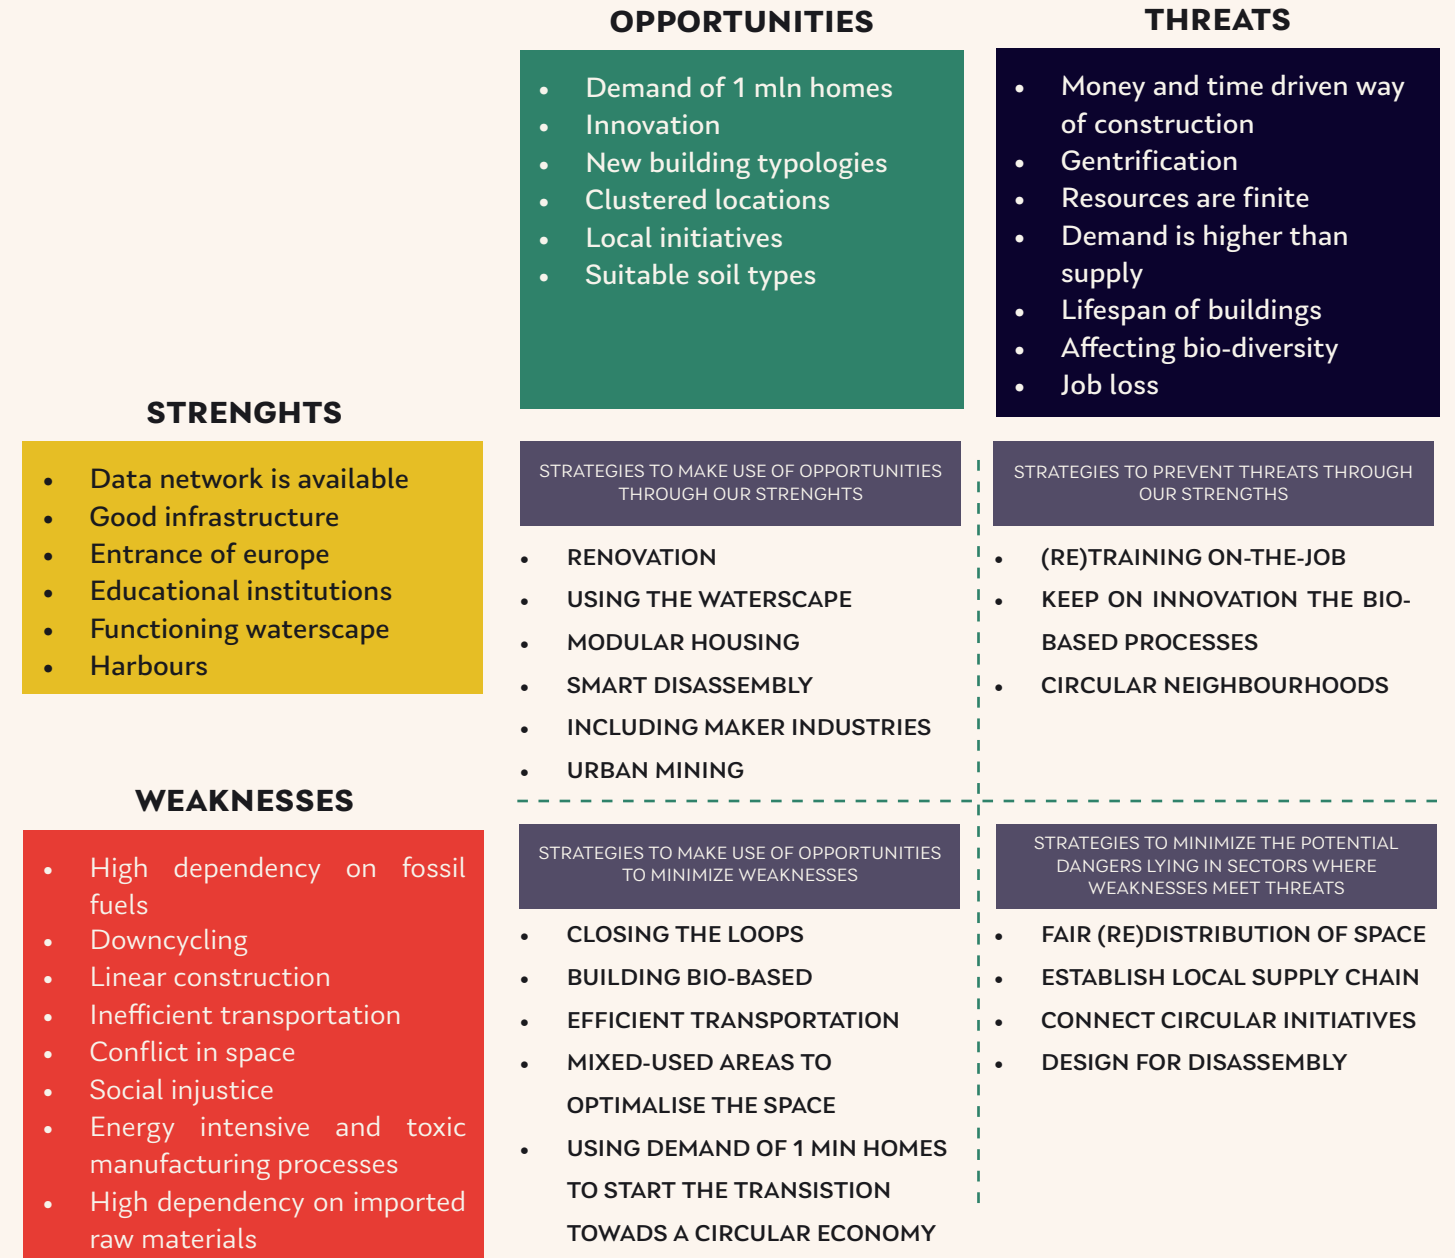 OPPORTUNITIES
• Demand of 1 mln homes
• Innovation
• New building typologies
• Clustered locations
• Local initiatives
• Suitable soil types
THREATS
• Money and time driven way
of construction
• Gentrification
• Resources are finite
• Demand is higher than
supply
• Lifespan of buildings
• Affecting bio-diversity
• Job loss
STRENGHTS
• Data network is available
• Good infrastructure
• Entrance of europe
• Educational institutions
• Functioning waterscape
• Harbours
STRATEGIES TO MAKE USE OF OPPORTUNITIES
THROUGH OUR STRENGHTS
• RENOVATION
• USING THE WATERSCAPE
• MODULAR HOUSING
• SMART DISASSEMBLY
• INCLUDING MAKER INDUSTRIES
• URBAN MINING
STRATEGIES TO PREVENT THREATS THROUGH
OUR STRENGTHS
• (RE)TRAINING ON-THE-JOB
• KEEP ON INNOVATION THE BIO-
BASED PROCESSES
• CIRCULAR NEIGHBOURHOODS
WEAKNESSES
• High dependency on fossil
fuels
• Downcycling
• Linear construction
• Inefficient transportation
• Conflict in space
• Social injustice
• Energy intensive and toxic
manufacturing processes
• High dependency on imported
raw materials
STRATEGIES TO MAKE USE OF OPPORTUNITIES
TO MINIMIZE WEAKNESSES
• CLOSING THE LOOPS
• BUILDING BIO-BASED
• EFFICIENT TRANSPORTATION
• MIXED-USED AREAS TO
OPTIMALISE THE SPACE
• USING DEMAND OF 1 MIN HOMES
TO START THE TRANSISTION
TOWADS A CIRCULAR ECONOMY
STRATEGIES TO MINIMIZE THE POTENTIAL
DANGERS LYING IN SECTORS WHERE
WEAKNESSES MEET THREATS
• FAIR (RE)DISTRIBUTION OF SPACE
• ESTABLISH LOCAL SUPPLY CHAIN
• CONNECT CIRCULAR INITIATIVES
• DESIGN FOR DISASSEMBLY